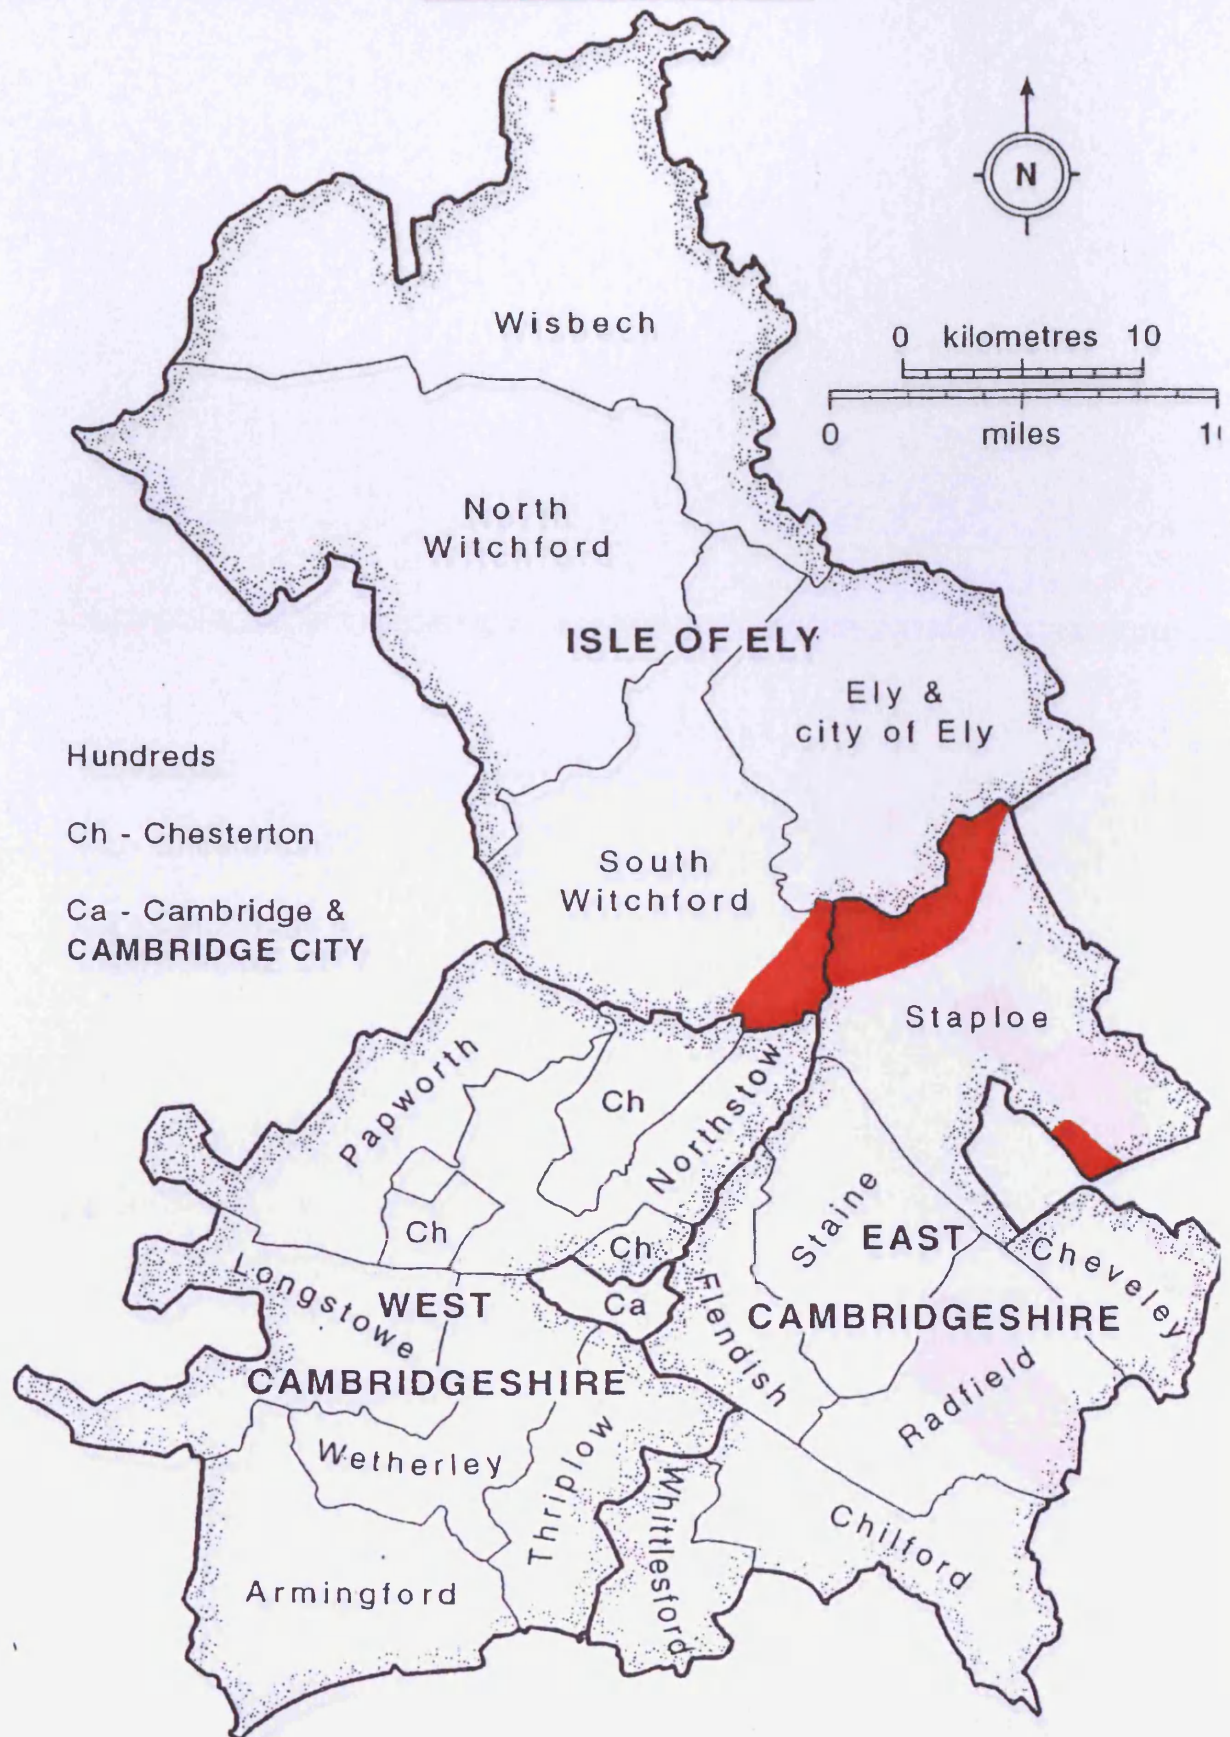 N
0 kilometres 10
0 miles
Wisbech
North
Witchford
ISLE OF ELY
Ely &
city of Ely
Hundreds
Ch - Chesterton
Ca - Cambridge &
CAMBRIDGE CITY
South
Witchford
Staploe
Papworth
Ch
Northstow
Ch
Ch
Staine
EAST
CAMBRIDGESHIRE
Cheveley
Longstowe
WEST
CAMBRIDGESHIRE
Ca
Flendish
Radfield
Wetherley
Thriplow
Whittlesford
Chilford
Armingford